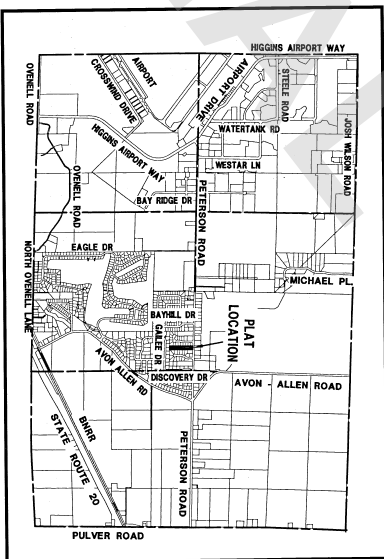 HIGGINS AIRPORT WAY
OVENELL ROAD
AIRPORT
CROSSWIND DRIVE
AIRPORT DRIVE
STEELE ROAD
JOSH WILSON ROAD
WATERTANK RD
HIGGINS AIRPORT WAY
WESTAR LN
OVENELL ROAD
BAY RIDGE DR
PETERSON ROAD
EAGLE DR
NORTH OVENELL LANE
MICHAEL PL.
PLAT
LOCATION
BAYHILL DR
GAILEE DR
AVON ALLEN RD
DISCOVERY DR
AVON - ALLEN ROAD
BNRR
STATE ROUTE 20
PETERSON ROAD
PULVER ROAD